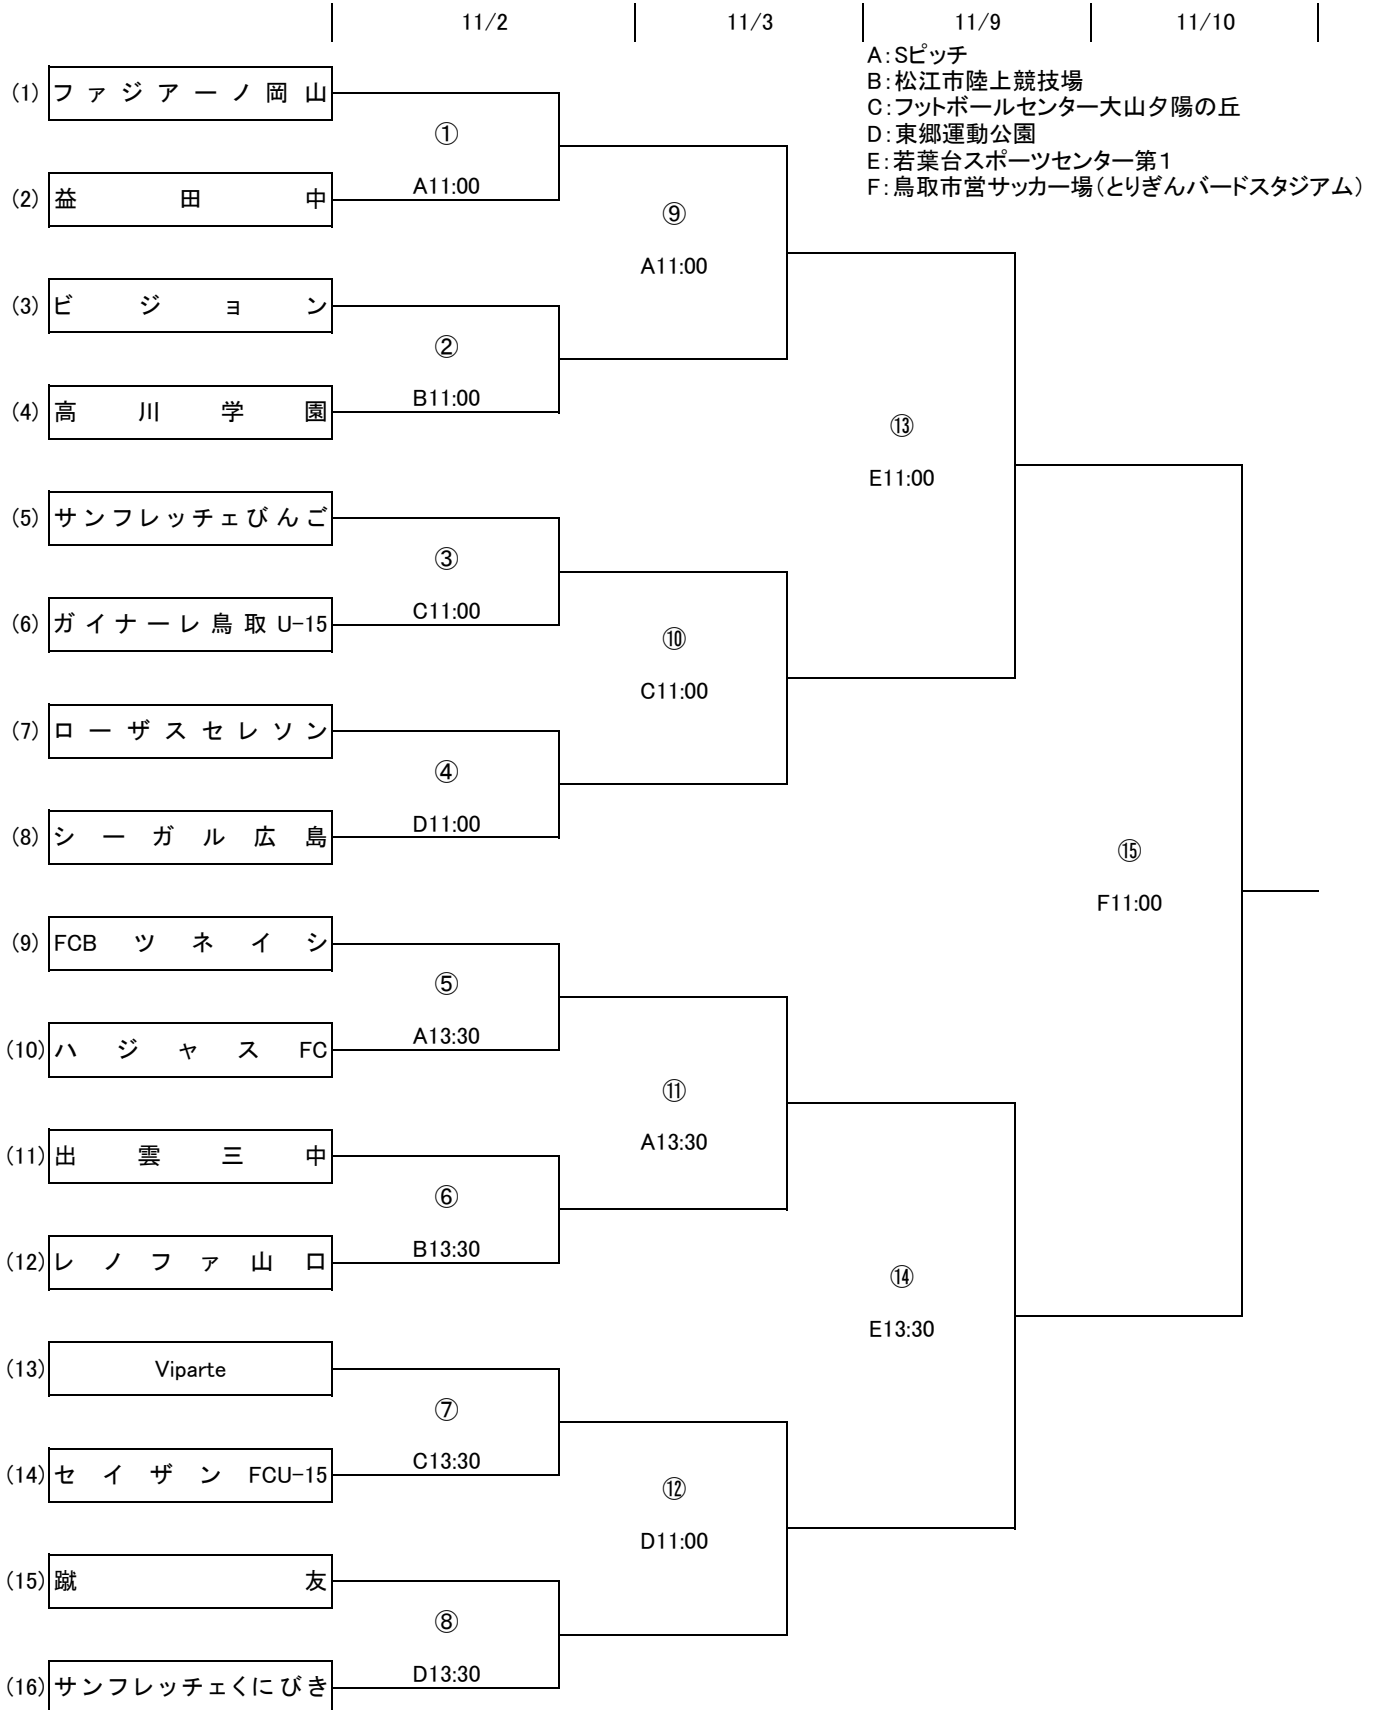 11/2 11/3 11/9 11/10
A:Sピッチ
B:松江市陸上競技場
C:フットボールセンター大山夕陽の丘
D:東郷運動公園
E:若葉台スポーツセンター第1
F:鳥取市営サッカー場(とりぎんバードスタジアム)
(1) ファジアーノ岡山
①
A11:00
(2) 益田中
⑨
A11:00
(3) ビジョン
②
B11:00
(4) 高川学園
⑬
E11:00
(5) サンフレッチェびんご
③
C11:00
(6) ガイナーレ鳥取U-15
⑩
C11:00
(7) ローザスセレソン
④
D11:00
(8) シーガル広島
⑮
F11:00
(9) FCBツネイシ
⑤
A13:30
(10) ハジャスFC
⑪
A13:30
(11) 出雲三中
⑥
B13:30
(12) レノファ山口
⑭
E13:30
(13) Viparte
⑦
C13:30
(14) セイザンFCU-15
⑫
D11:00
(15) 蹴友
⑧
D13:30
(16) サンフレッチェくにびき